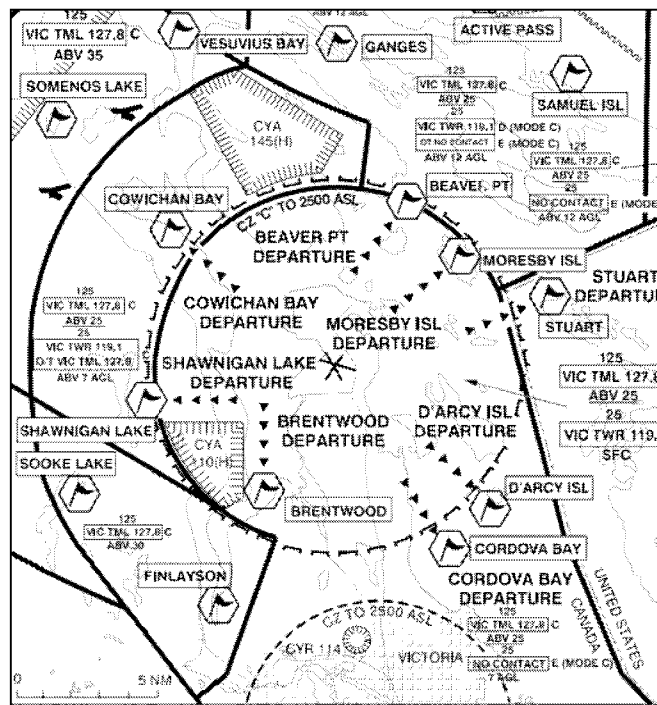 125
VIC TML 127.8 C
ABV 35
VESUVIUS BAY
GANGES
ABV 12 AGL
ACTIVE PASS
SOMENOS LAKE
SAMUEL ISL
CYA
145(H)
125
VIC TML 127.8 C
ABV 25
25
VIC TWR 119.1 D (MODE C)
OT NO CONTACT E (MODE C)
ABV 12 AGL
125
VIC TML 127.8 C
ABV 25
25
NO CONTACT E (MODE
ABV 12 AGL
COWICHAN BAY
CZ "C" TO 2500 ASL
BEAVER PT
BEAVER PT
DEPARTURE
MORESBY ISL
COWICHAN BAY
DEPARTURE
MORESBY ISL
DEPARTURE
STUART
DEPARTU
STUART
125
VIC TML 127.8 C
ABV 25
25
VIC TWR 119.1
O/T VIC TML 127.8
ABV 7 AGL
SHAWNIGAN LAKE
DEPARTURE
125
VIC TML 127.8
ABV 25
25
VIC TWR 119.
SFC
BRENTWOOD
DEPARTURE
D'ARCY ISL
DEPARTURE
SHAWNIGAN LAKE
CYA
110(H)
SOOKE LAKE
BRENTWOOD
D'ARCY ISL
125
VIC TML 127.8 C
ABV 30
CORDOVA BAY
FINLAYSON
CORDOVA BAY
DEPARTURE
UNITED STATES
CANADA
CZ TO 2500 ASL
CYR 114
VICTORIA
125
VIC TML 127.8 C
ABV 25
25
NO CONTACT E (MODE C)
7 AGL
0 5 NM